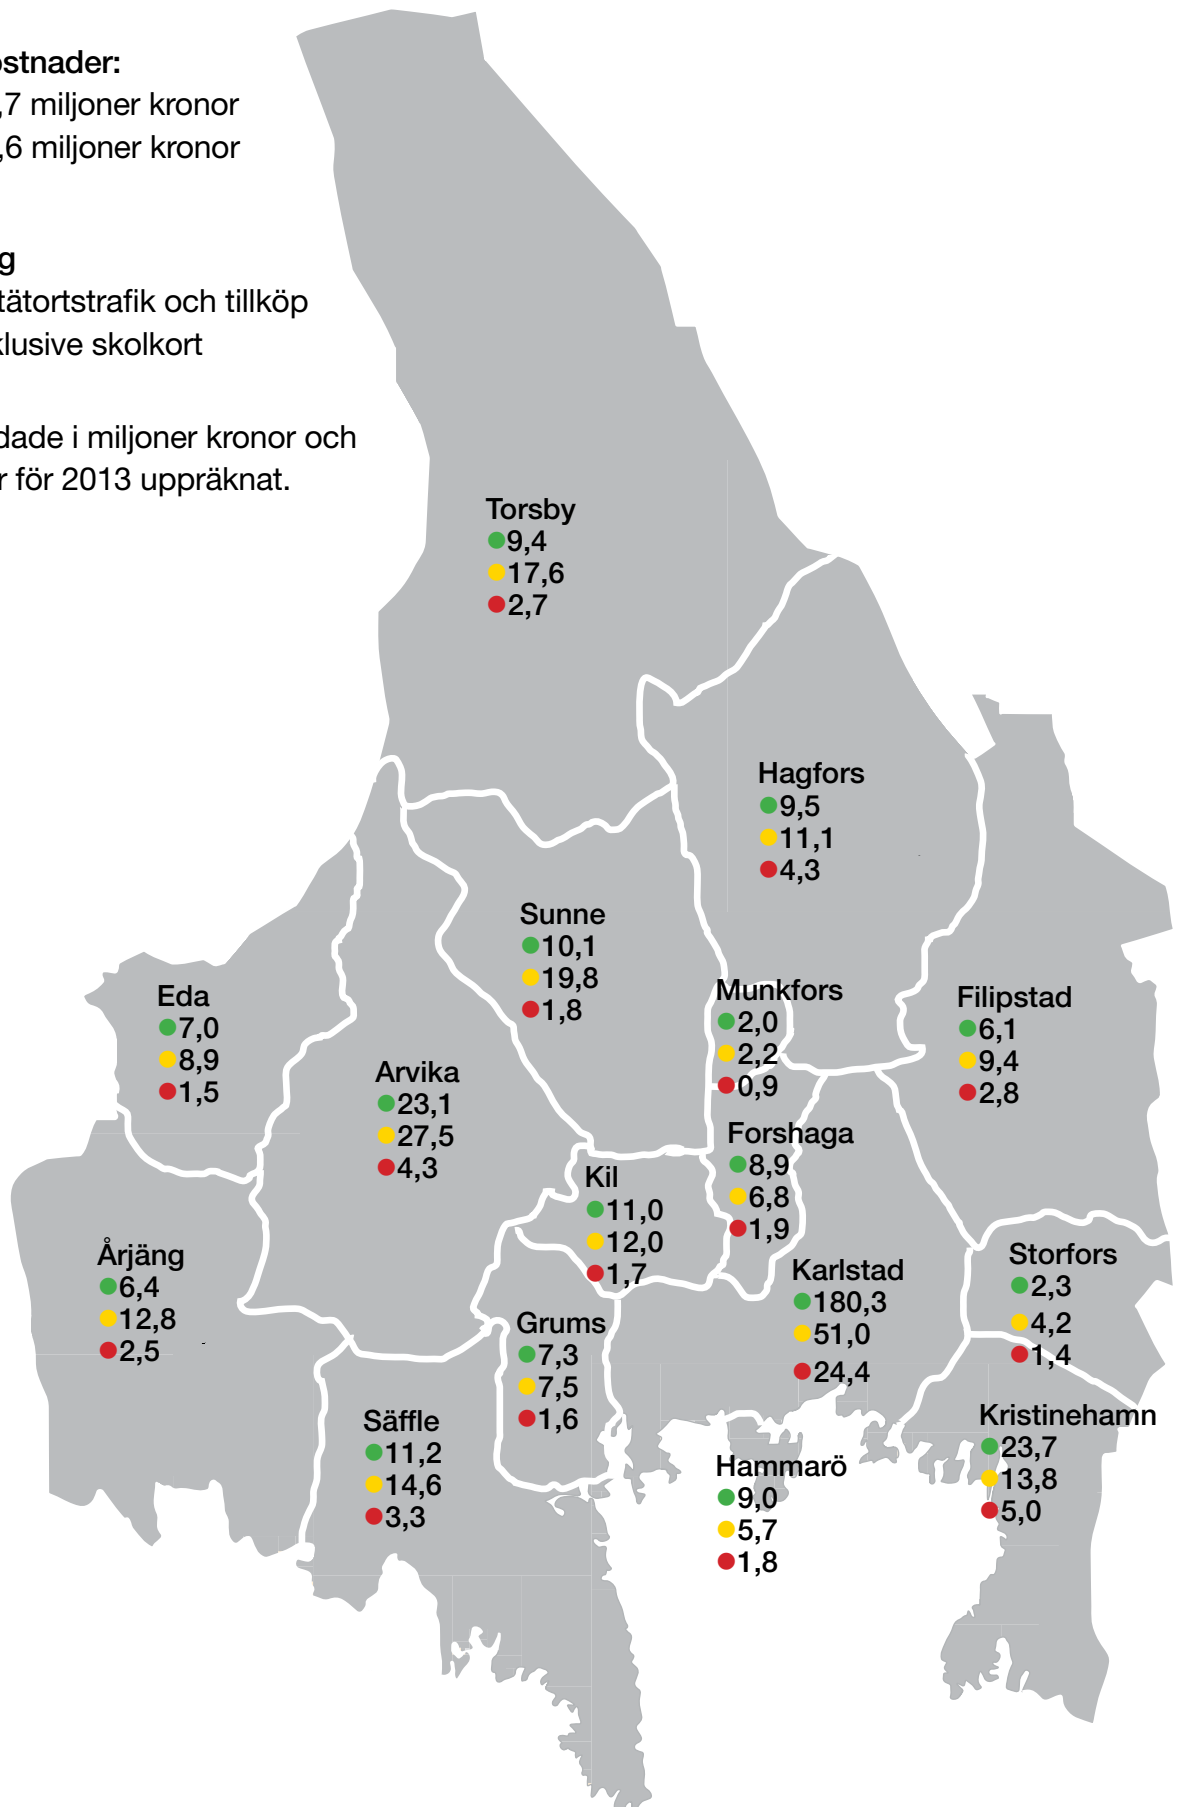 ostnader:
,7 miljoner kronor
,6 miljoner kronor
g
tätortstrafik och tillköp
klusive skolkort
dade i miljoner kronor och
r för 2013 uppräknat.
Torsby
9,4
17,6
2,7
Hagfors
9,5
11,1
4,3
Sunne
10,1
19,8
1,8
Munkfors
2,0
2,2
0,9
Filipstad
6,1
9,4
2,8
Eda
7,0
8,9
1,5
Arvika
23,1
27,5
4,3
Forshaga
8,9
6,8
1,9
Kil
11,0
12,0
1,7
Årjäng
6,4
12,8
2,5
Storfors
2,3
4,2
1,4
Karlstad
180,3
51,0
24,4
Grums
7,3
7,5
1,6
Säffle
11,2
14,6
3,3
Kristinehamn
23,7
13,8
5,0
Hammarö
9,0
5,7
1,8